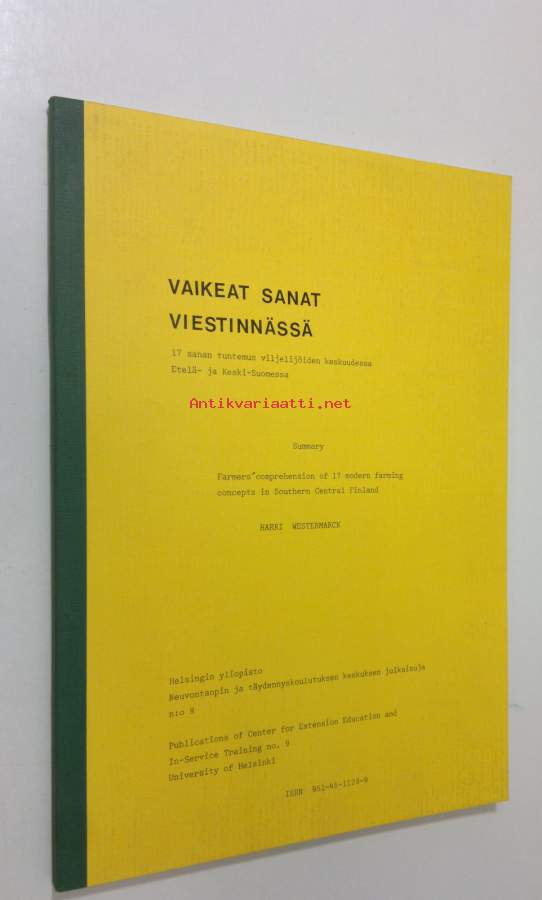 VAIKEAT SANAT
VIESTINNÄSSÄ
17 sanan tuntemus viljelijöiden keskuudessa
Etelä- ja Keski-Suomessa
Antikvariaatti.net
Summary
Farmers' comprehension of 17 modern farming
concepts in Southern Central Finland
HARRI WESTERMARCK
Helsingin yliopisto
Neuvontaopin ja täydennyskoulutuksen keskuksen julkaisuja
n:o 9
Publications of Center for Extension Education and
In-Service Training no. 9
University of Helsinki
ISBN 951-45-1128-9